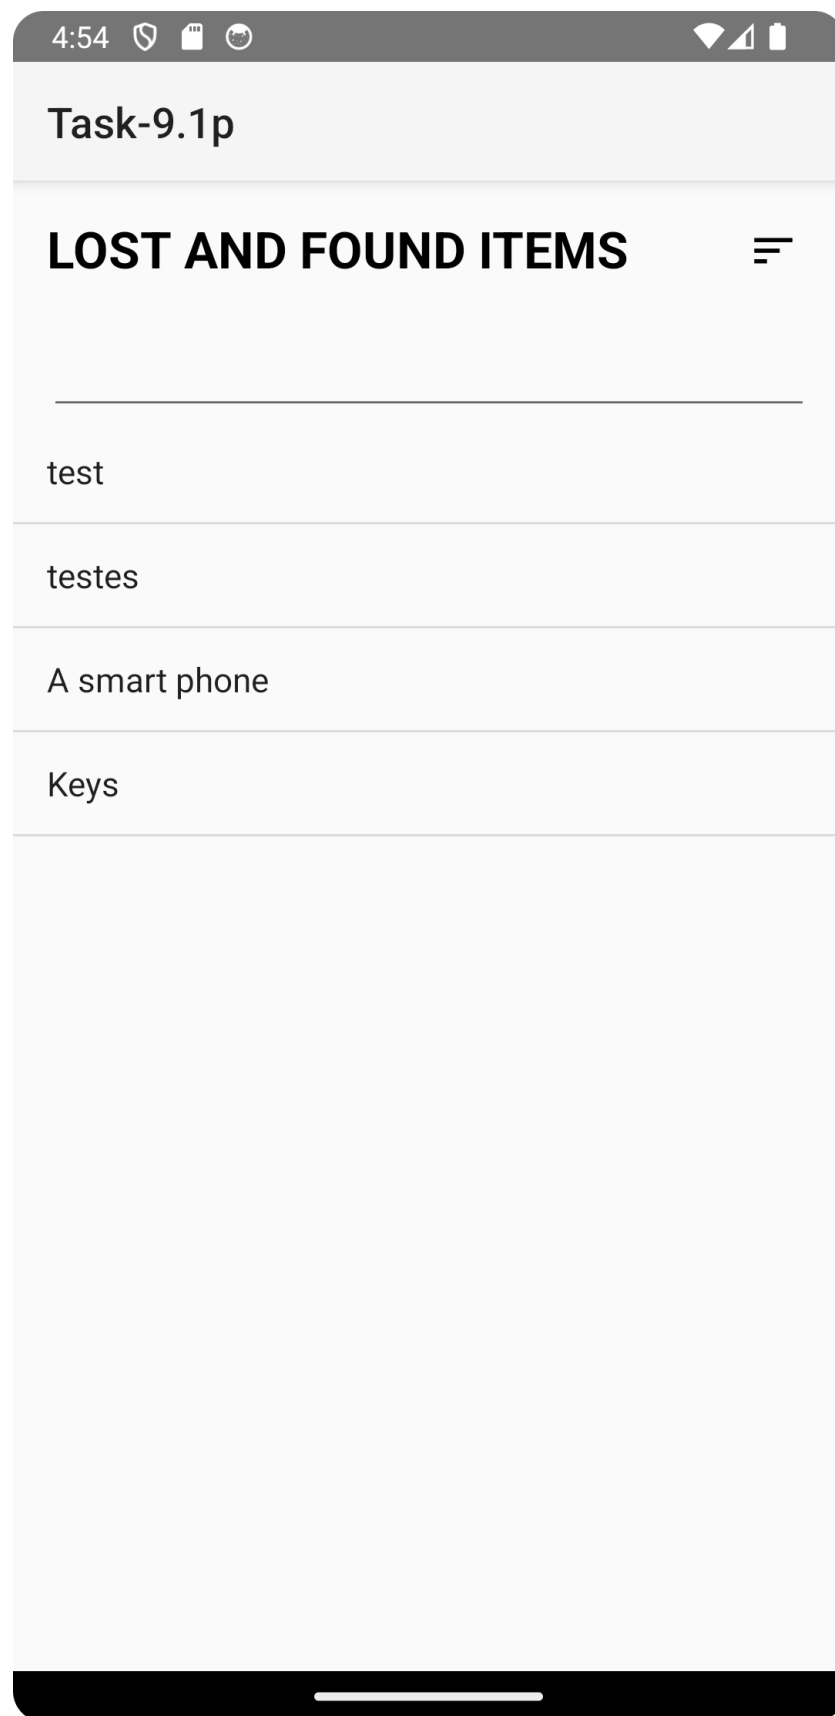 4:54
Task-9.1p
LOST AND FOUND ITEMS
test
testes
A smart phone
Keys